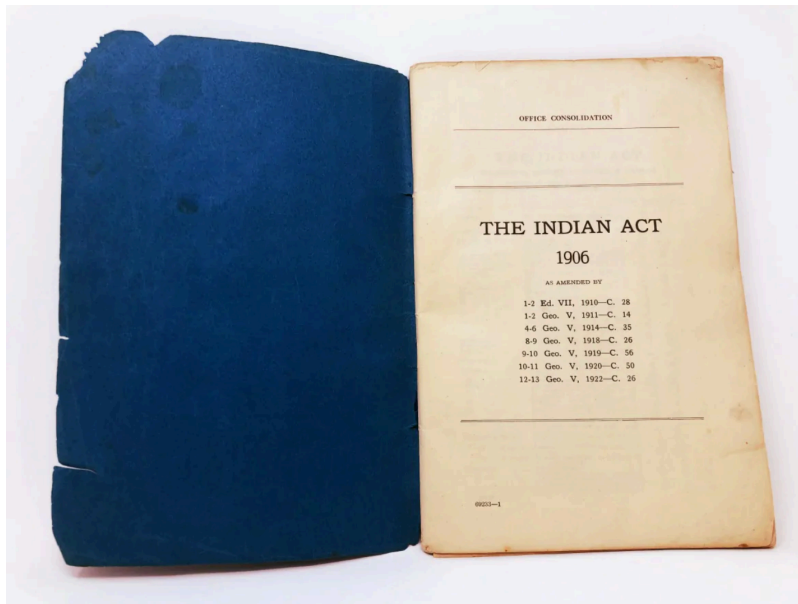 OFFICE CONSOLIDATION
THE INDIAN ACT
1906
AS AMENDED BY
1-2 Ed. VII, 1910—C. 28
1-2 Geo. V, 1911—C. 14
4-6 Geo. V, 1914—C. 35
8-9 Geo. V, 1918—C. 26
9-10 Geo. V, 1919—C. 56
10-11 Geo. V, 1920—C. 50
12-13 Geo. V, 1922—C. 26